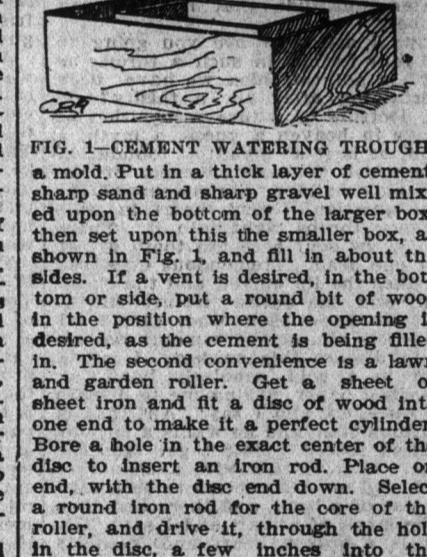 FIG. 1—CEMENT WATERING TROUGH
a mold. Put in a thick layer of cement
sharp sand and sharp gravel well mix
ed upon the bottom of the larger box
then set upon this the smaller box, a
shown in Fig. 1, and fill in about th
sides. If a vent is desired, in the bot
tom or side, put a round bit of woo
in the position where the opening i
desired, as the cement is being fille
in. The second convenience is a lawn
and garden roller. Get a sheet o
sheet iron and fit a disc of wood int
one end to make it a perfect cylinder
Bore a hole in the exact center of th
disc to insert an iron rod. Place on
end, with the disc end down. Selec
a round iron rod for the core of th
roller, and drive it, through the hol
in the disc, a few inches into th